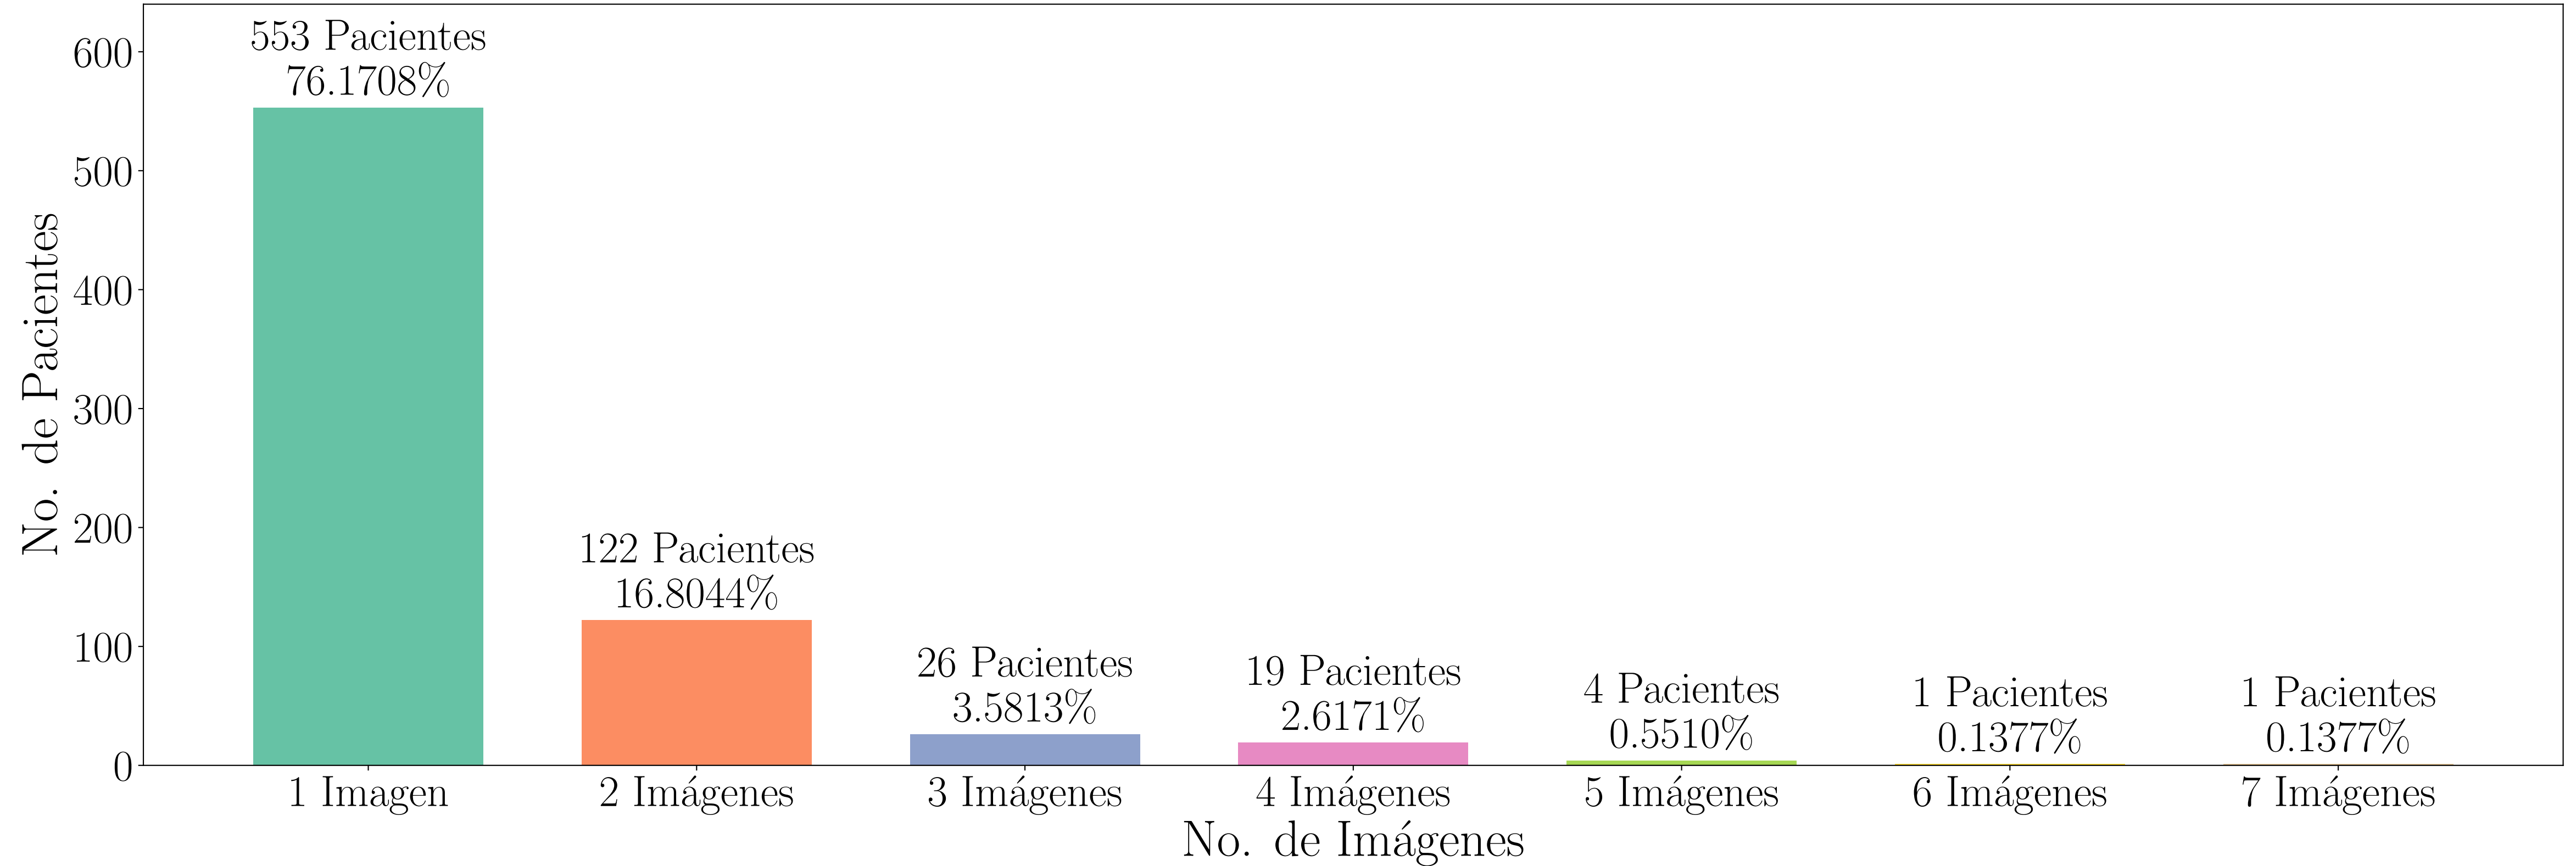 No. de Pacientes
600
500
400
300
200
100
0
553 Pacientes
76.1708%
122 Pacientes
16.8044%
26 Pacientes
3.5813%
19 Pacientes
2.6171%
4 Pacientes
0.5510%
1 Pacientes
0.1377%
1 Pacientes
0.1377%
1 Imagen
2 Imágenes
3 Imágenes
4 Imágenes
5 Imágenes
6 Imágenes
7 Imágenes
No. de Imágenes